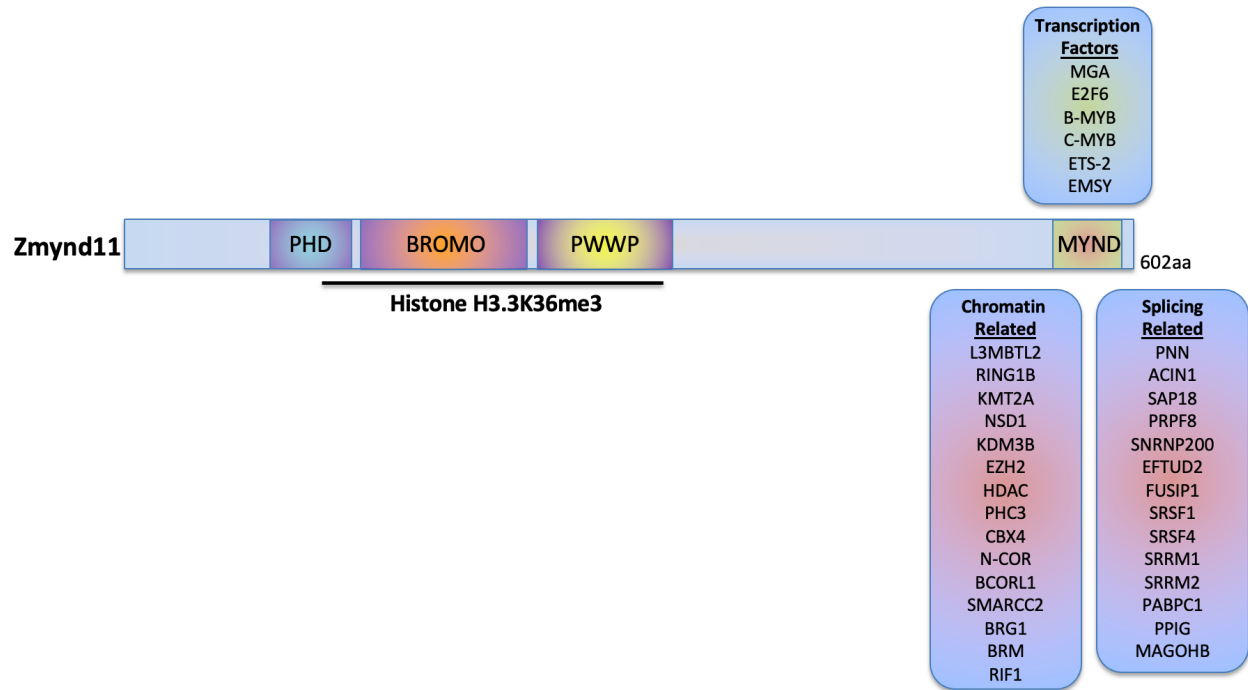 Transcription
Factors
MGA
E2F6
B-MYB
C-MYB
ETS-2
EMSY
Zmynd11
PHD
BROMO
PWWP
MYND
602aa
Histone H3.3K36me3
Chromatin
Related
L3MBTL2
RING1B
KMT2A
NSD1
KDM3B
EZH2
HDAC
PHC3
CBX4
N-COR
BCORL1
SMARCC2
BRG1
BRM
RIF1
Splicing
Related
PNN
ACIN1
SAP18
PRPF8
SNRNP200
EFTUD2
FUSIP1
SRSF1
SRSF4
SRRM1
SRRM2
PABPC1
PPIG
MAGOHB